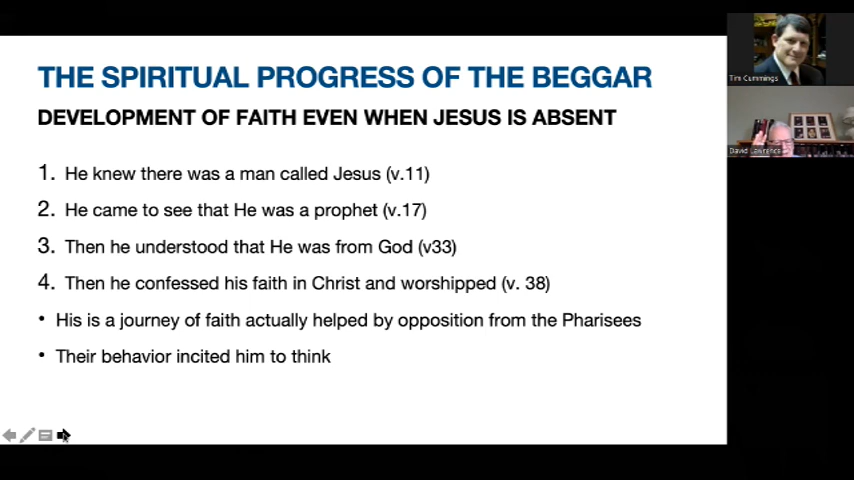 THE SPIRITUAL PROGRESS OF THE BEGGAR
DEVELOPMENT OF FAITH EVEN WHEN JESUS IS ABSENT
1. He knew there was a man called Jesus (v.11)
2. He came to see that He was a prophet (v.17)
3. Then he understood that He was from God (v33)
4. Then he confessed his faith in Christ and worshipped (v. 38)
• His is a journey of faith actually helped by opposition from the Pharisees
• Their behavior incited him to think
Tim Cummings
David Lawrence